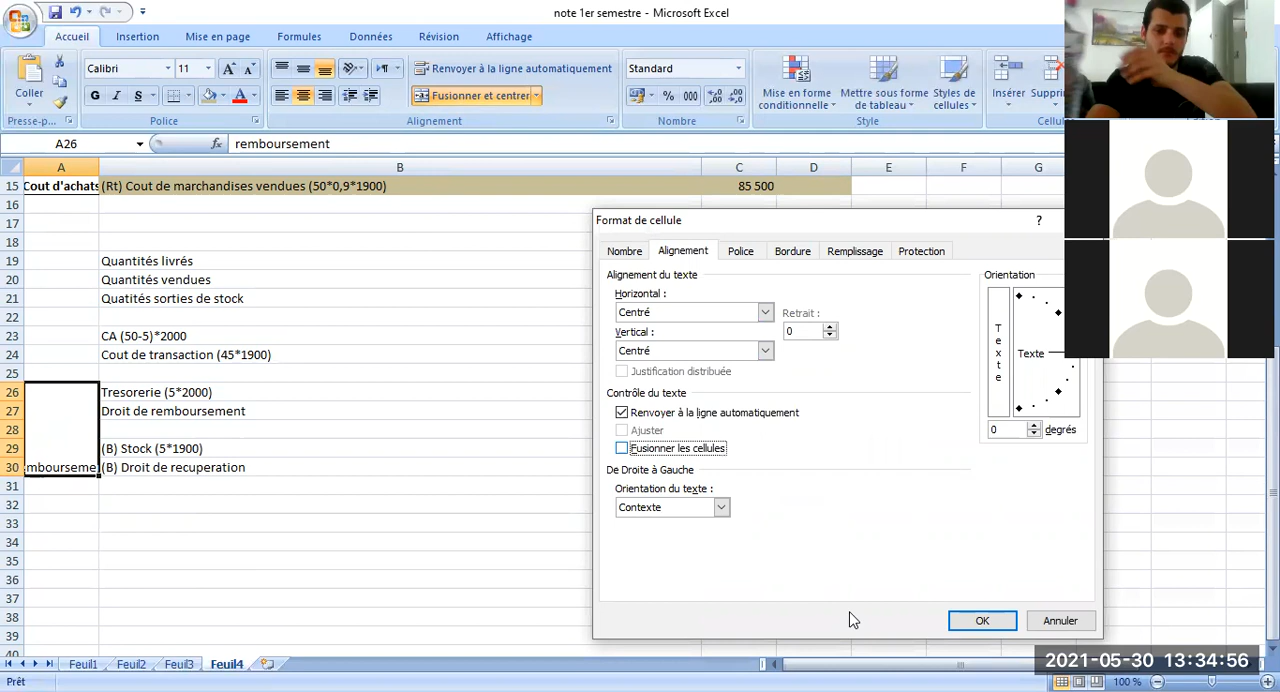 note 1er semestre - Microsoft Excel
Accueil Insertion Mise en page Formules Données Révision Affichage
Coller
Presse-p...
Calibri 11
G I S
Police
Renvoyer à la ligne automatiquement
Fusionner et centrer
Alignement
Standard
% 000
Nombre
Mise en forme conditionnelle
Mettre sous forme de tableau
Styles de cellules
Style
Insérer
A26
fx
remboursement
A B C D E F G
15 Cout d'achats (Rt) Cout de marchandises vendues (50*0,9*1900) 85 500
16
17
18
19 Quantités livrés
20 Quantités vendues
21 Quatités sorties de stock
22
23 CA (50-5)*2000
24 Cout de transaction (45*1900)
25
26 Tresorerie (5*2000)
27 Droit de remboursement
28
29 (B) Stock (5*1900)
30 mbourseme (B) Droit de recuperation
31
32
33
34
35
36
37
38
39
40
Format de cellule
?
Nombre Alignement Police Bordure Remplissage Protection
Alignement du texte
Horizontal :
Centré
Retrait :
0
Vertical :
Centré
Justification distribuée
Contrôle du texte
Renvoyer à la ligne automatiquement
Ajuster
Fusionner les cellules
De Droite à Gauche
Orientation du texte :
Contexte
Orientation
Texte
Texte
0 degrés
OK Annuler
Feuil1 Feuil2 Feuil3 Feuil4
Prêt
100 %
2021-05-30 13:34:56